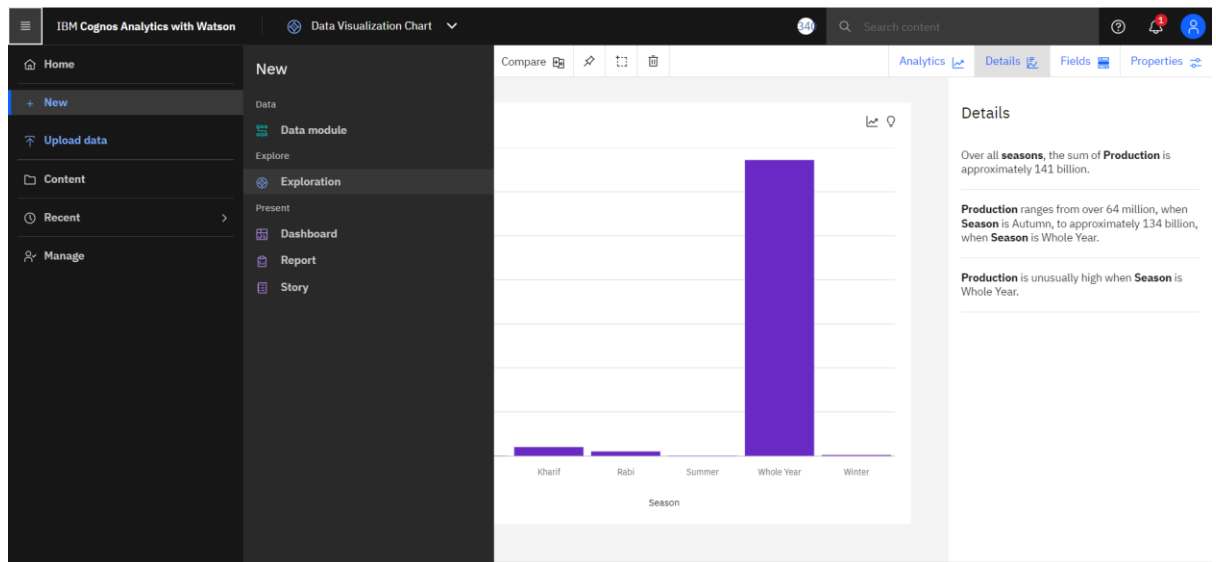 IBM Cognos Analytics with Watson
Data Visualization Chart
340
Search content
1
Home
New
Upload data
Content
Recent
Manage
New
Data
Data module
Explore
Exploration
Present
Dashboard
Report
Story
Compare
Analytics
Details
Fields
Properties
Kharif
Rabi
Summer
Whole Year
Winter
Season
Details
Over all seasons, the sum of Production is
approximately 141 billion.
Production ranges from over 64 million, when
Season is Autumn, to approximately 134 billion,
when Season is Whole Year.
Production is unusually high when Season is
Whole Year.